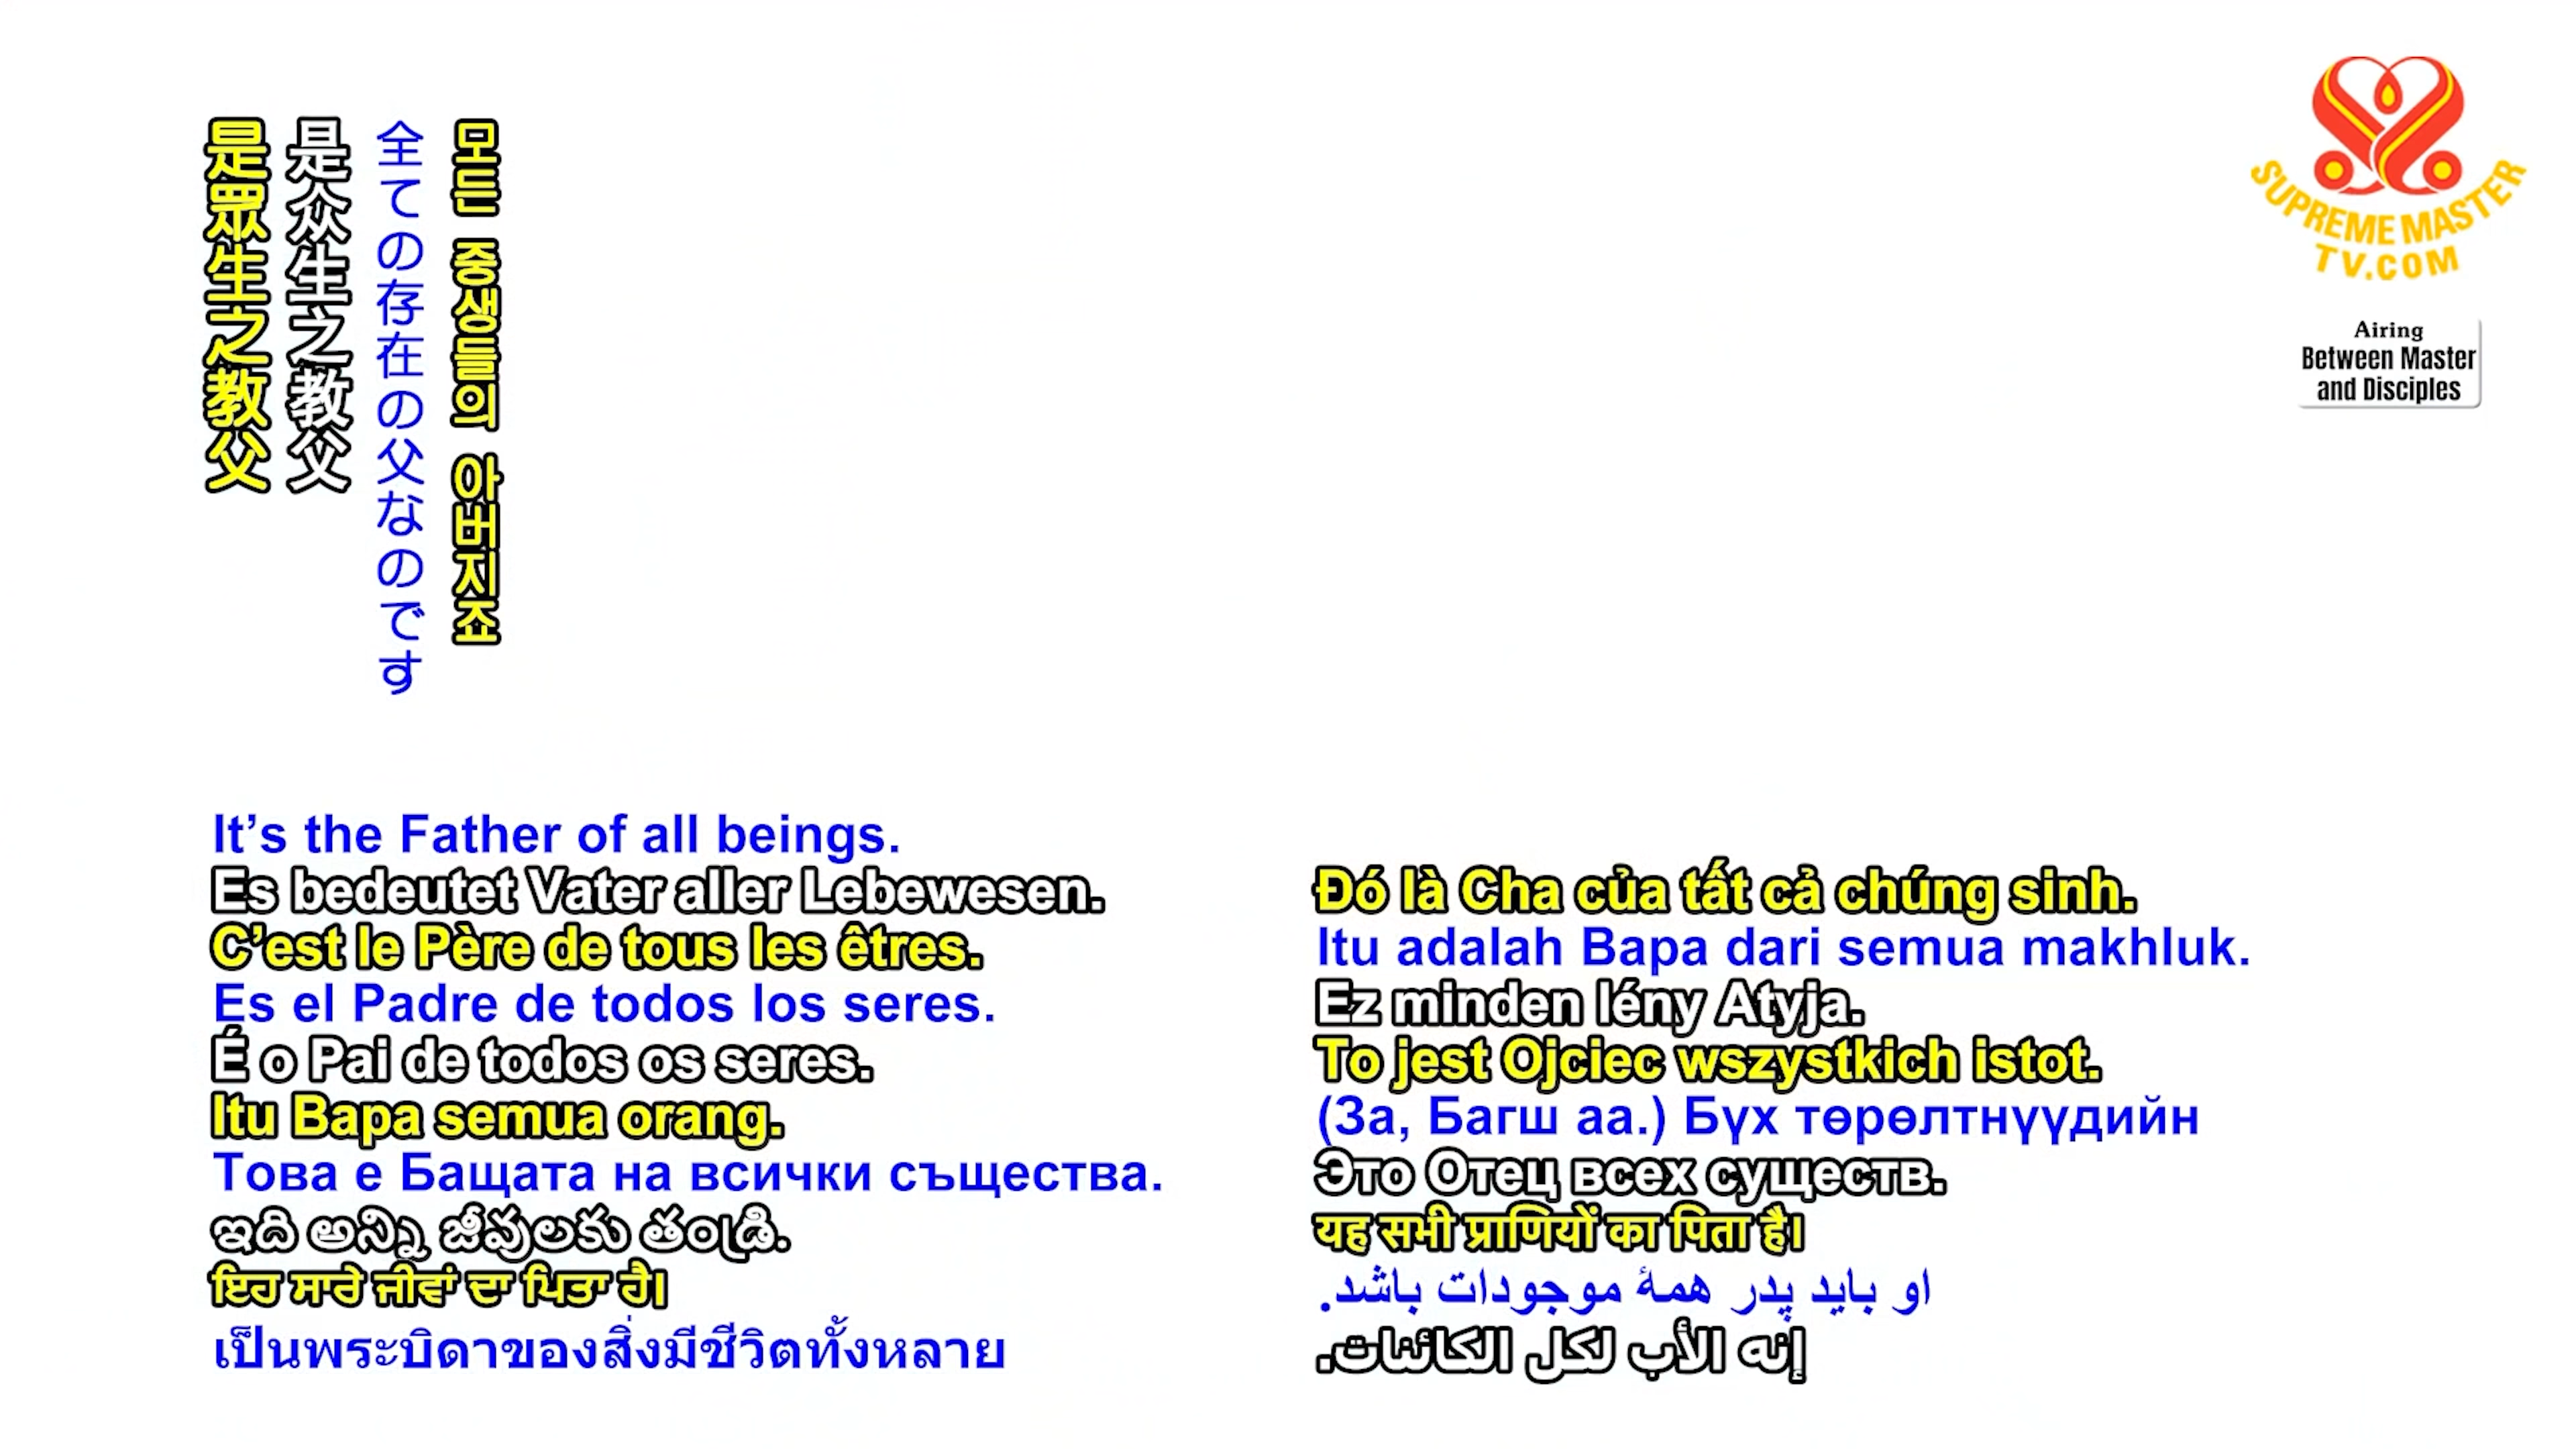 是眾生之教父
是众生之教父
全ての存在の父なのです
모든 중생들의 아버지죠
SUPREME MASTER
TV.COM
Airing
Between Master
and Disciples
It’s the Father of all beings.
Es bedeutet Vater aller Lebewesen.
C’est le Père de tous les êtres.
Es el Padre de todos los seres.
É o Pai de todos os seres.
Itu Bapa semua orang.
Това е Бащата на всички същества.
ఇది అన్ని జీవులకు తండ్రి.
ਇਹ ਸਾਰੇ ਜੀਵਾਂ ਦਾ ਪਿਤਾ ਹੈ।
เป็นพระบิดาของสิ่งมีชีวิตทั้งหลาย
Đó là Cha của tất cả chúng sinh.
Itu adalah Bapa dari semua makhluk.
Ez minden lény Atyja.
To jest Ojciec wszystkich istot.
(За, Багш аа.) Бүх төрөлтнүүдийн
Это Отец всех существ.
यह सभी प्राणियों का पिता है।
او باید پدر همهٔ موجودات باشد.
إنه الأب لكل الكائنات.